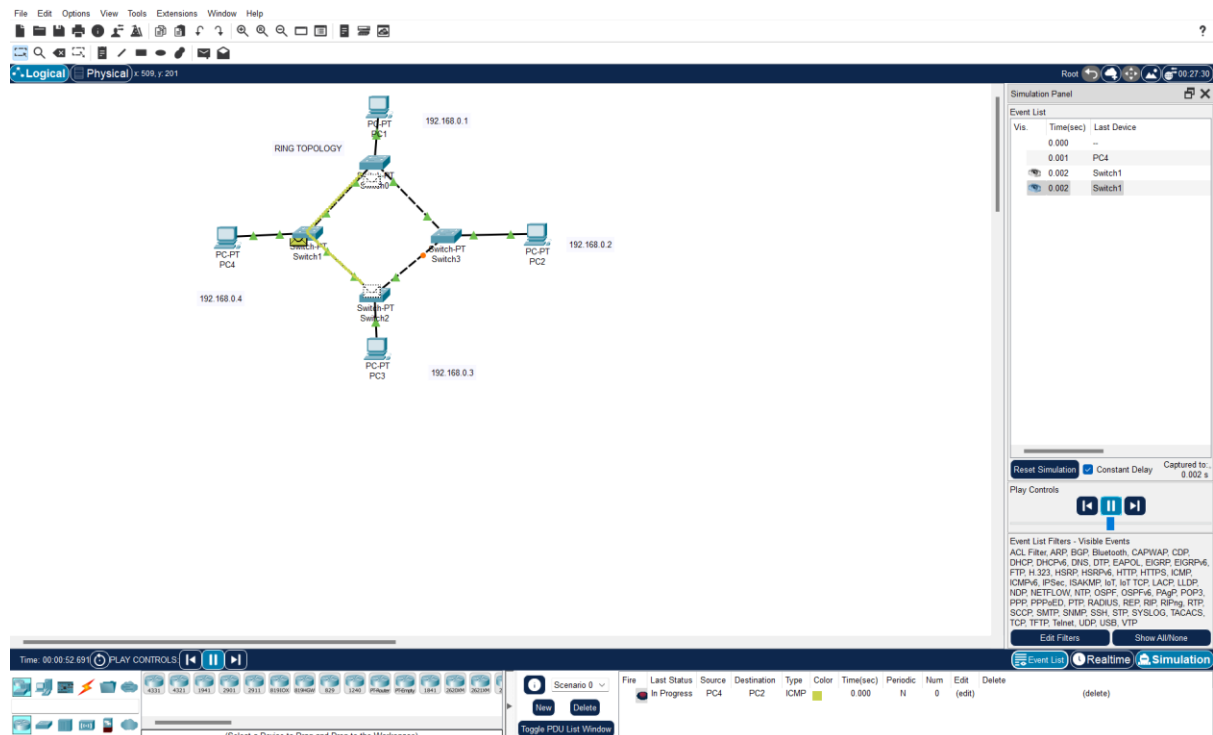 File Edit Options View Tools Extensions Window Help
?
Logical Physical x: 509, y: 201
Root 00:27:30
Simulation Panel
Event List
Vis. Time(sec) Last Device
0.000 --
0.001 PC4
0.002 Switch1
0.002 Switch1
PC-PT
PC1
192.168.0.1
RING TOPOLOGY
Switch0
PC-PT
PC4
Switch-PT
Switch1
Switch-PT
Switch3
PC-PT
PC2
192.168.0.2
192.168.0.4
Switch-PT
Switch2
PC-PT
PC3
192.168.0.3
Reset Simulation Constant Delay Captured to:
0.002 s
Play Controls
Event List Filters - Visible Events
ACL Filter, ARP, BGP, Bluetooth, CAPWAP, CDP,
DHCP, DHCPv6, DNS, DTP, EAPOL, EIGRP, EIGRPv6,
FTP, H.323, HSRP, HSRPv6, HTTP, HTTPS, ICMP,
ICMPv6, IPSec, ISAKMP, IoT, IoT TCP, LACP, LLDP,
NDP, NETFLOW, NTP, OSPF, OSPFv6, PAgP, POP3,
PPP, PPPoED, PTP, RADIUS, REP, RIP, RIPng, RTP,
SCCP, SMTP, SNMP, SSH, STP, SYSLOG, TACACS,
TCP, TFTP, Telnet, UDP, USB, VTP
Edit Filters Show All/None
Time: 00:00:52.691 PLAY CONTROLS:
Event List Realtime Simulation
4331 4321 1941 2901 2911 819IOX 819HGW 829 1240 PT-Router PT-Empty 1841 2620XM 2621XM
Scenario 0
New Delete
Toggle PDU List Window
Fire Last Status Source Destination Type Color Time(sec) Periodic Num Edit Delete
In Progress PC4 PC2 ICMP 0.000 N 0 (edit) (delete)